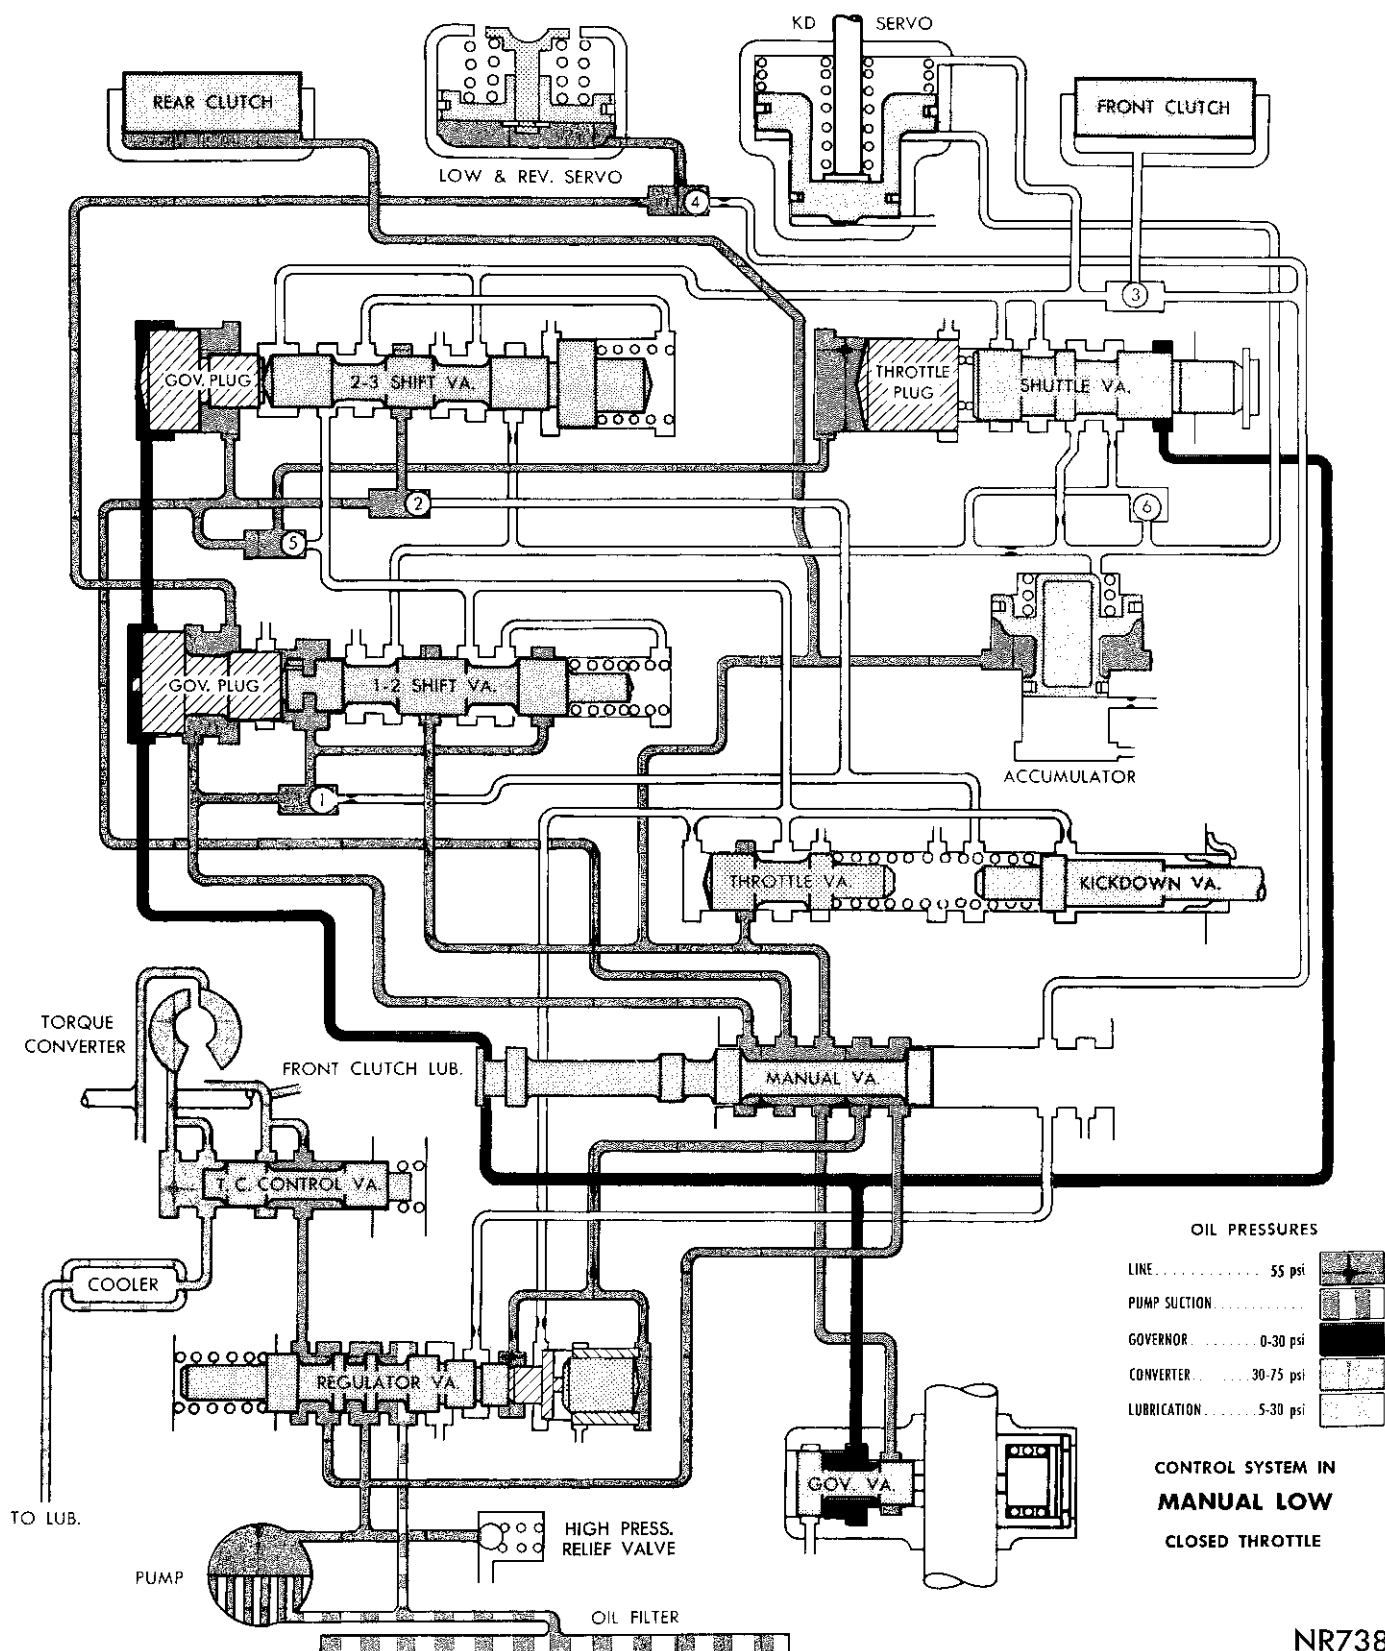 KD SERVO
REAR CLUTCH
FRONT CLUTCH
LOW & REV. SERVO
4
3
GOV. PLUG
2-3 SHIFT VA.
THROTTLE PLUG
SHUTTLE VA.
2
6
5
GOV. PLUG
1-2 SHIFT VA.
ACCUMULATOR
1
THROTTLE VA.
KICKDOWN VA.
TORQUE
CONVERTER
FRONT CLUTCH LUB.
MANUAL VA.
T. C. CONTROL VA.
OIL PRESSURES
COOLER
LINE............ 55 psi
PUMP SUCTION............
GOVERNOR...... 0-30 psi
CONVERTER..... 30-75 psi
LUBRICATION....... 5-30 psi
REGULATOR VA.
GOV. VA.
CONTROL SYSTEM IN
MANUAL LOW
CLOSED THROTTLE
TO LUB.
HIGH PRESS.
RELIEF VALVE
PUMP
OIL FILTER
NR738